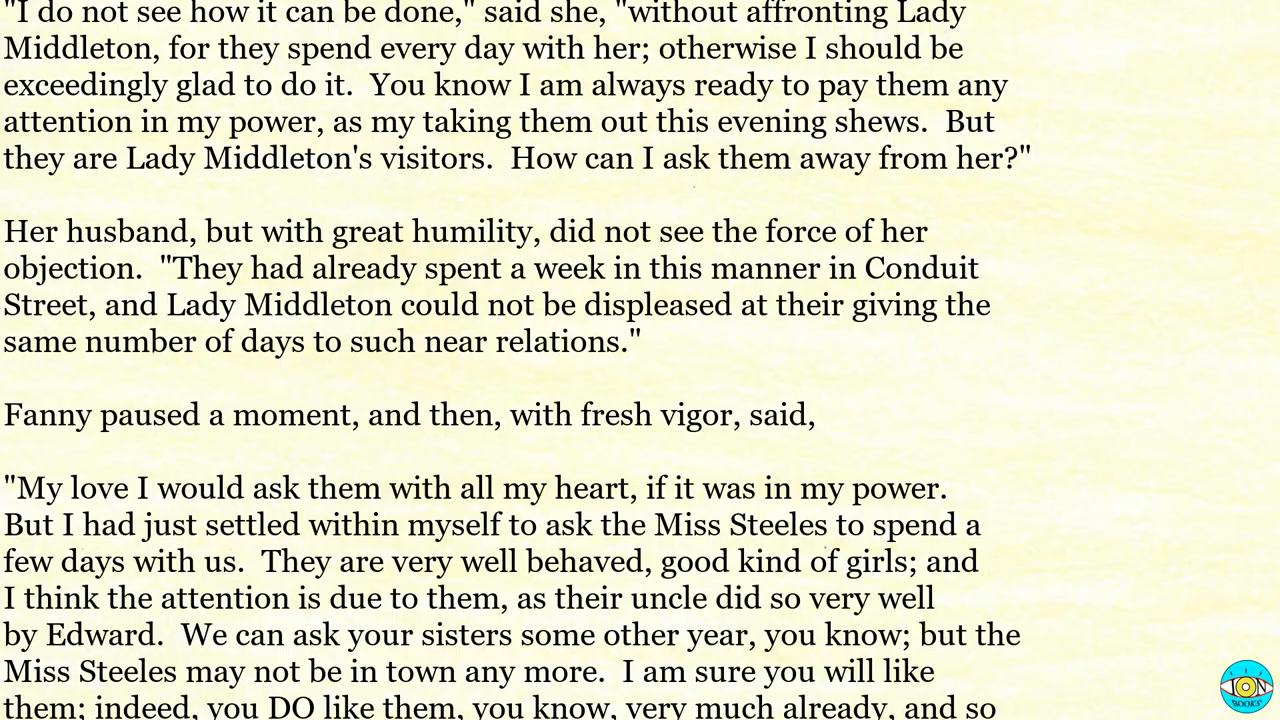 "I do not see how it can be done," said she, "without affronting Lady
Middleton, for they spend every day with her; otherwise I should be
exceedingly glad to do it.  You know I am always ready to pay them any
attention in my power, as my taking them out this evening shews.  But
they are Lady Middleton's visitors.  How can I ask them away from her?"

Her husband, but with great humility, did not see the force of her
objection.  "They had already spent a week in this manner in Conduit
Street, and Lady Middleton could not be displeased at their giving the
same number of days to such near relations."

Fanny paused a moment, and then, with fresh vigor, said,

"My love I would ask them with all my heart, if it was in my power.
But I had just settled within myself to ask the Miss Steeles to spend a
few days with us.  They are very well behaved, good kind of girls; and
I think the attention is due to them, as their uncle did so very well
by Edward.  We can ask your sisters some other year, you know; but the
Miss Steeles may not be in town any more.  I am sure you will like
them; indeed, you DO like them, you know, very much already, and so
ION
BOOKS